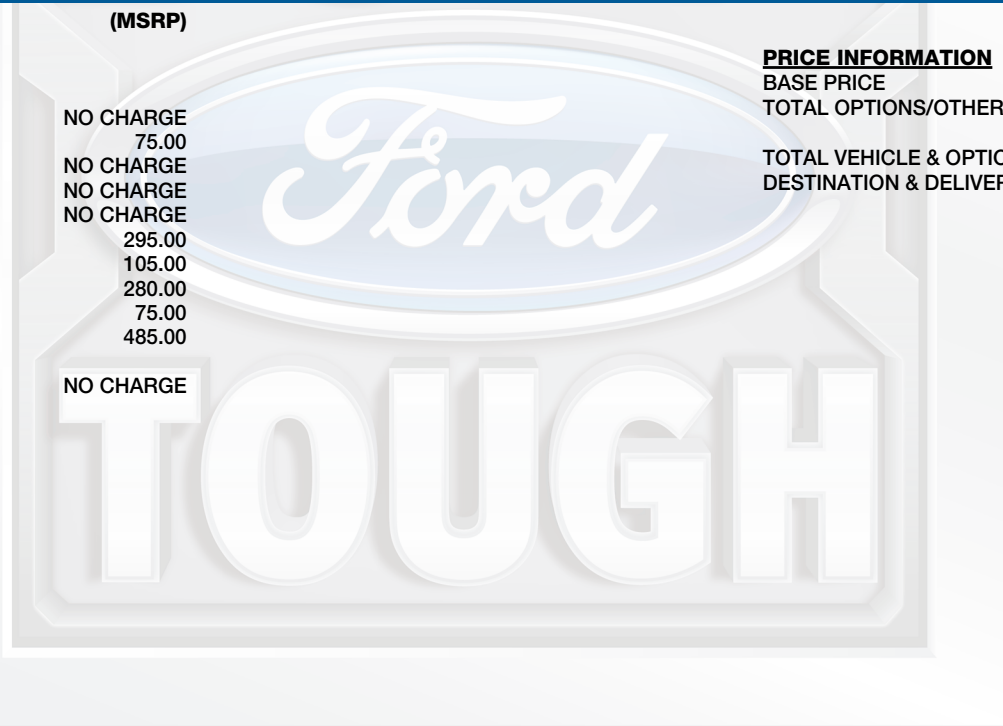 (MSRP)
NO CHARGE
75.00
NO CHARGE
NO CHARGE
NO CHARGE
295.00
105.00
280.00
75.00
485.00
NO CHARGE
PRICE INFORMATION
BASE PRICE
TOTAL OPTIONS/OTHER
TOTAL VEHICLE & OPTIO
DESTINATION & DELIVER
Ford
TOUGH